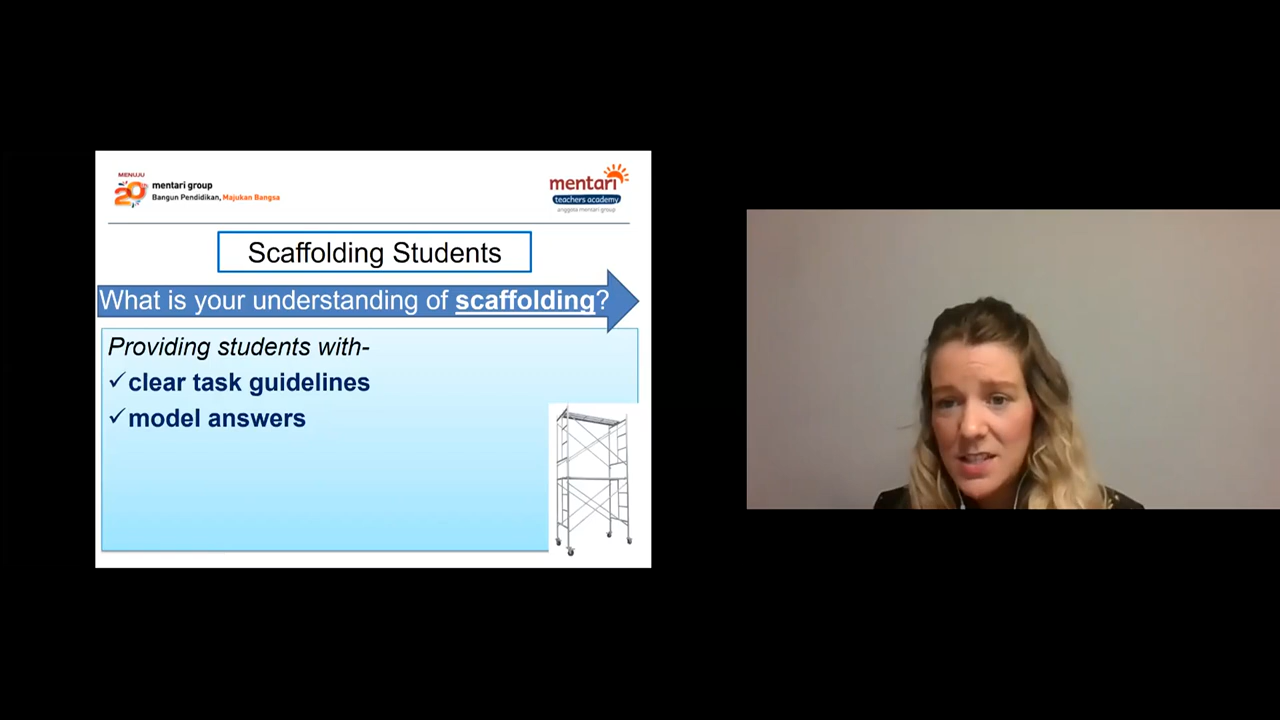 MENUJU
20
mentari group
Bangun Pendidikan, Majukan Bangsa
mentari
teachers academy
anggota mentari group
Scaffolding Students
What is your understanding of scaffolding?
Providing students with-
✓clear task guidelines
✓model answers